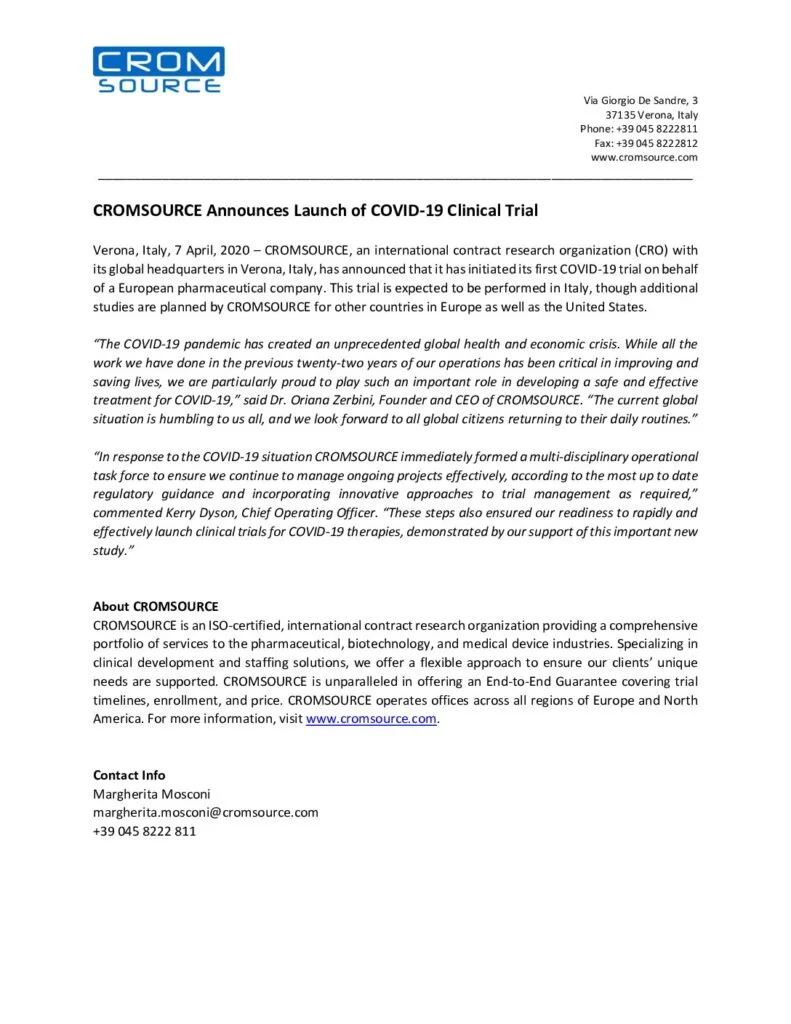 CROM
SOURCE
Via Giorgio De Sandre, 3
37135 Verona, Italy
Phone: +39 045 8222811
Fax: +39 045 8222812
www.cromsource.com
CROMSOURCE Announces Launch of COVID-19 Clinical Trial
Verona, Italy, 7 April, 2020 – CROMSOURCE, an international contract research organization (CRO) with
its global headquarters in Verona, Italy, has announced that it has initiated its first COVID-19 trial on behalf
of a European pharmaceutical company. This trial is expected to be performed in Italy, though additional
studies are planned by CROMSOURCE for other countries in Europe as well as the United States.
“The COVID-19 pandemic has created an unprecedented global health and economic crisis. While all the
work we have done in the previous twenty-two years of our operations has been critical in improving and
saving lives, we are particularly proud to play such an important role in developing a safe and effective
treatment for COVID-19,” said Dr. Oriana Zerbini, Founder and CEO of CROMSOURCE. “The current global
situation is humbling to us all, and we look forward to all global citizens returning to their daily routines.”
“In response to the COVID-19 situation CROMSOURCE immediately formed a multi-disciplinary operational
task force to ensure we continue to manage ongoing projects effectively, according to the most up to date
regulatory guidance and incorporating innovative approaches to trial management as required,”
commented Kerry Dyson, Chief Operating Officer. “These steps also ensured our readiness to rapidly and
effectively launch clinical trials for COVID-19 therapies, demonstrated by our support of this important new
study.”
About CROMSOURCE
CROMSOURCE is an ISO-certified, international contract research organization providing a comprehensive
portfolio of services to the pharmaceutical, biotechnology, and medical device industries. Specializing in
clinical development and staffing solutions, we offer a flexible approach to ensure our clients’ unique
needs are supported. CROMSOURCE is unparalleled in offering an End-to-End Guarantee covering trial
timelines, enrollment, and price. CROMSOURCE operates offices across all regions of Europe and North
America. For more information, visit www.cromsource.com.
Contact Info
Margherita Mosconi
margherita.mosconi@cromsource.com
+39 045 8222 811